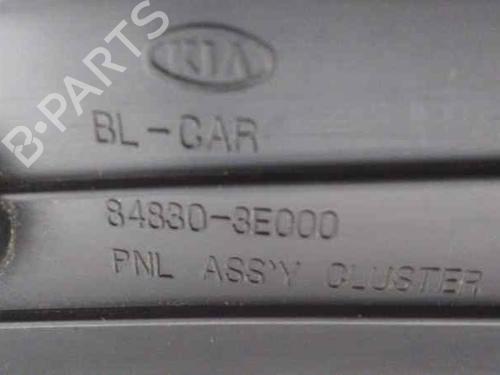 B-PARTS
KIA
BL-CAR
84830-3E000
PNL ASS'Y CLUSTER